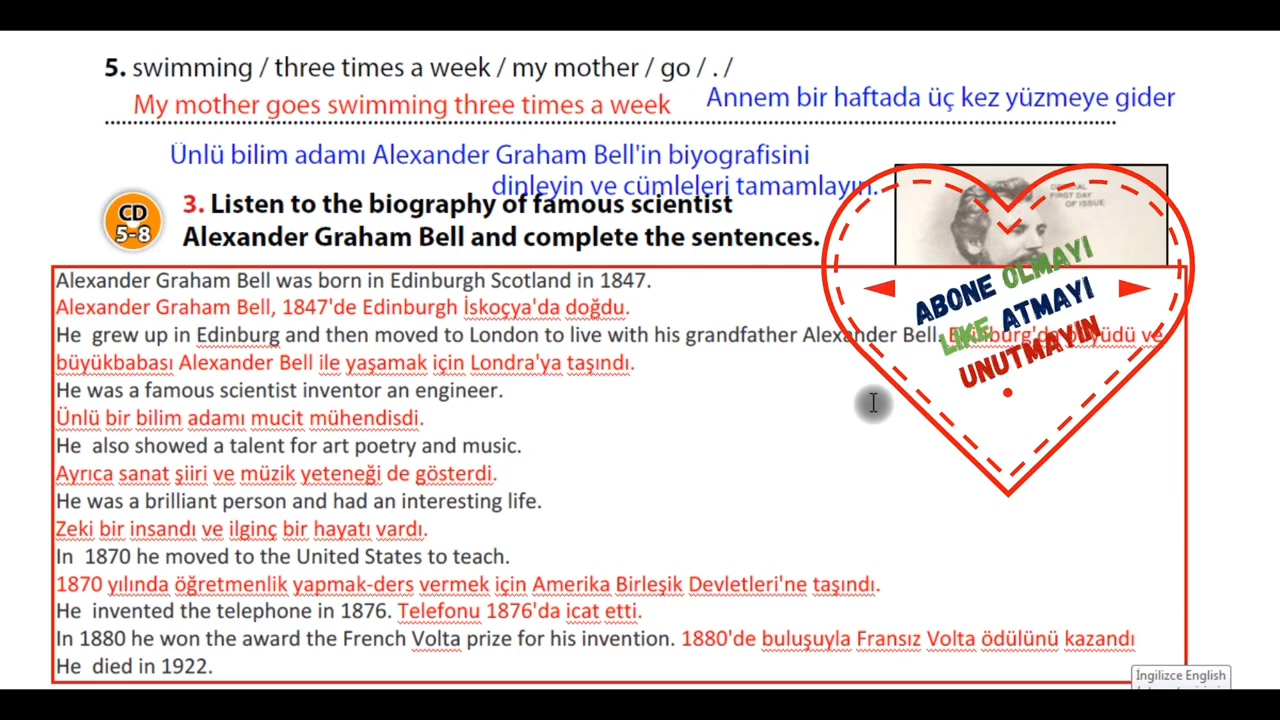 5. swimming / three times a week / my mother / go / . /
My mother goes swimming three times a week
Annem bir haftada üç kez yüzmeye gider
Ünlü bilim adamı Alexander Graham Bell'in biyografisini
dinleyin ve cümleleri tamamlayın.
CD
5-8
3. Listen to the biography of famous scientist
Alexander Graham Bell and complete the sentences.
OFFICIAL
FIRST DAY
OF ISSUE
ABONE OLMAYI
LIKE ATMAYI
UNUTMAYIN
Alexander Graham Bell was born in Edinburgh Scotland in 1847.
Alexander Graham Bell, 1847'de Edinburgh İskoçya'da doğdu.
He grew up in Edinburg and then moved to London to live with his grandfather Alexander Bell. Edinburg'da büyüdü ve
büyükbabası Alexander Bell ile yaşamak için Londra'ya taşındı.
He was a famous scientist inventor an engineer.
Ünlü bir bilim adamı mucit mühendisdi.
He also showed a talent for art poetry and music.
Ayrıca sanat şiiri ve müzik yeteneği de gösterdi.
He was a brilliant person and had an interesting life.
Zeki bir insandı ve ilginç bir hayatı vardı.
In 1870 he moved to the United States to teach.
1870 yılında öğretmenlik yapmak-ders vermek için Amerika Birleşik Devletleri'ne taşındı.
He invented the telephone in 1876. Telefonu 1876'da icat etti.
In 1880 he won the award the French Volta prize for his invention. 1880'de buluşuyla Fransız Volta ödülünü kazandı
He died in 1922.
İngilizce English